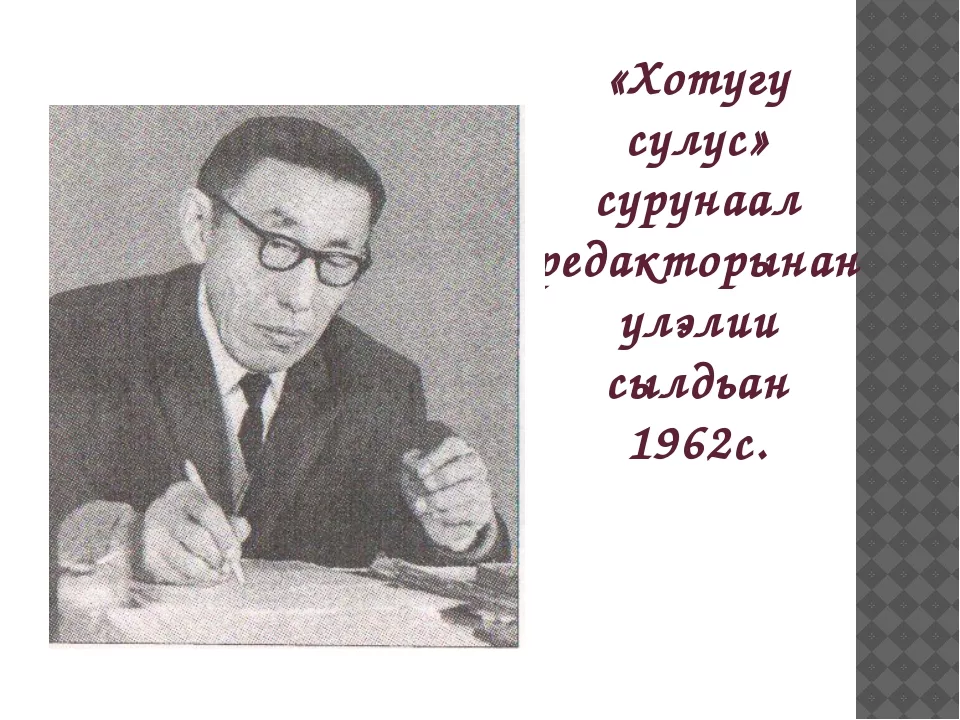 «Хотугу
сулус»
сурунаал
редакторынан
улэлии
сылдьан
1962с.